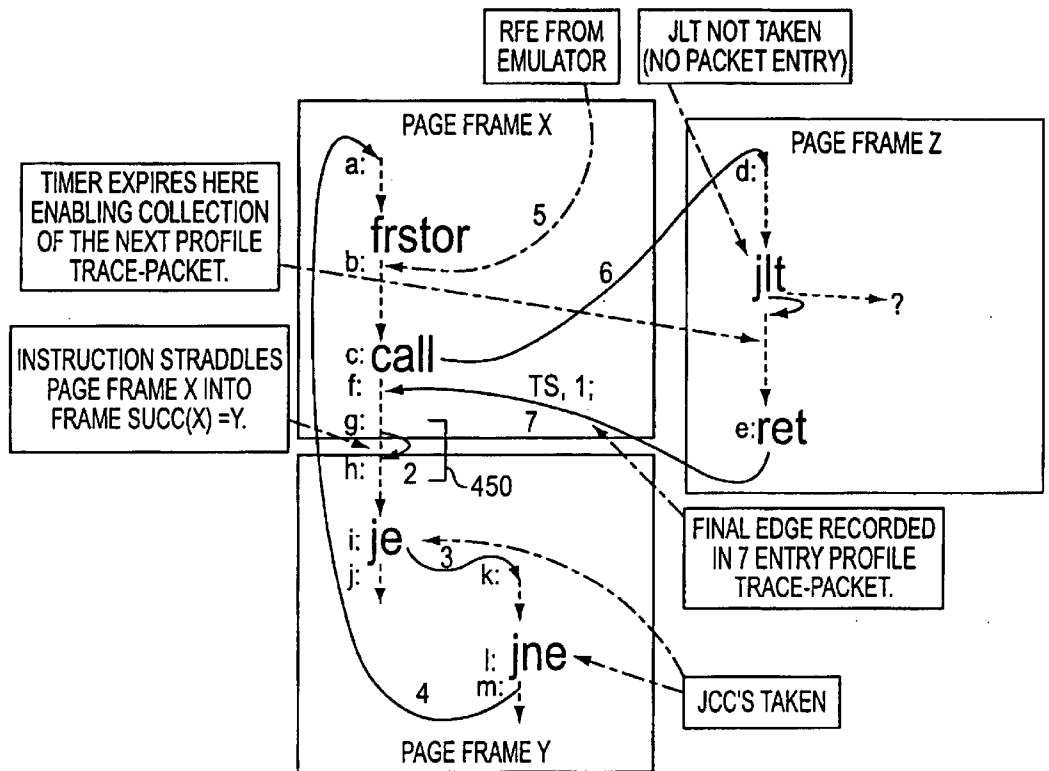 RFE FROM
EMULATOR
JLT NOT TAKEN
(NO PACKET ENTRY)
PAGE FRAME X
PAGE FRAME Z
TIMER EXPIRES HERE
ENABLING COLLECTION
OF THE NEXT PROFILE
TRACE-PACKET.
a:
frstor
b:
5
6
d:
jlt
?
INSTRUCTION STRADDLES
PAGE FRAME X INTO
FRAME SUCC(X) =Y.
c: call
f:
TS, 1;
7
g:
h:
2
450
e: ret
i: je
3
j:
k:
FINAL EDGE RECORDED
IN 7 ENTRY PROFILE
TRACE-PACKET.
l: jne
m:
4
JCC'S TAKEN
PAGE FRAME Y